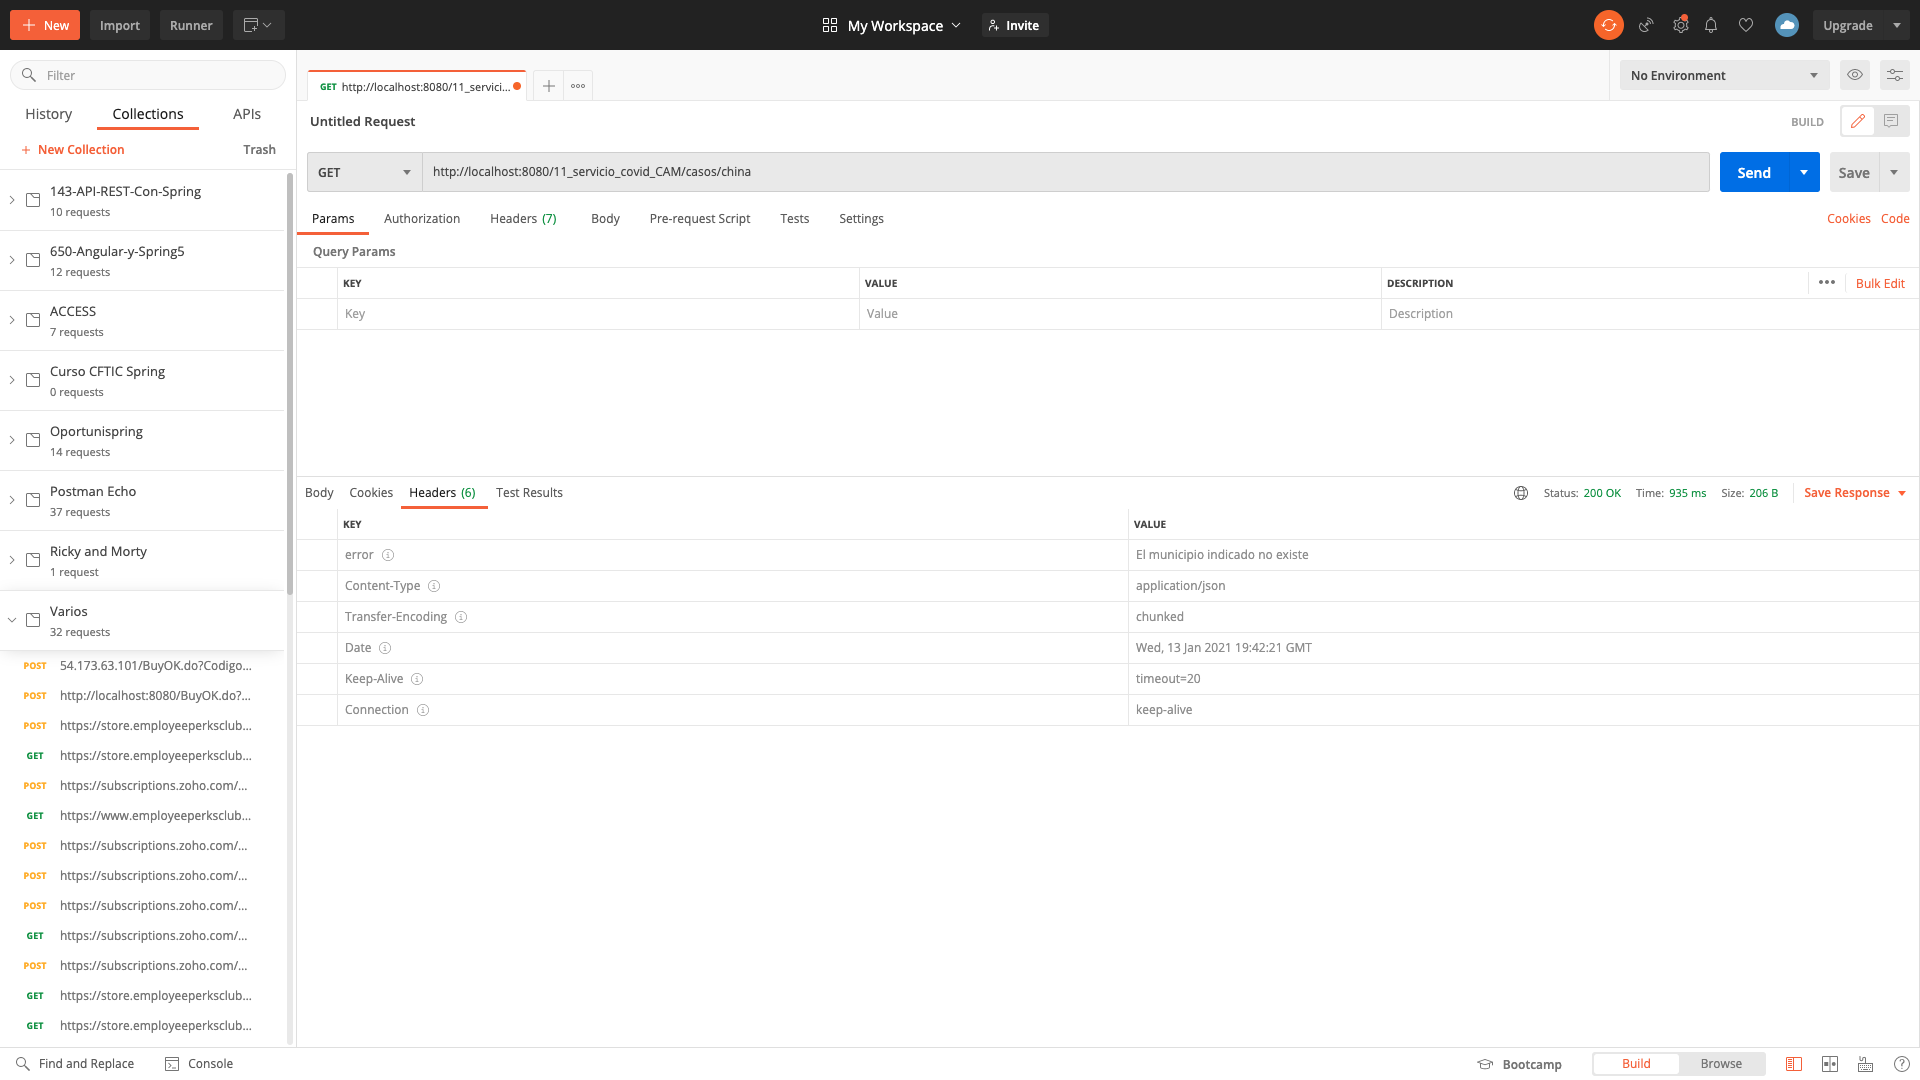 New
Import
Runner
My Workspace
Invite
Upgrade
Filter
History
Collections
APIs
+ New Collection
Trash
143-API-REST-Con-Spring
10 requests
650-Angular-y-Spring5
12 requests
ACCESS
7 requests
Curso CFTIC Spring
0 requests
Oportunispring
14 requests
Postman Echo
37 requests
Ricky and Morty
1 request
Varios
32 requests
POST 54.173.63.101/BuyOK.do?Codigo...
POST http://localhost:8080/BuyOK.do?...
POST https://store.employeeperksclub...
GET https://store.employeeperksclub...
POST https://subscriptions.zoho.com/...
GET https://www.employeeperksclub...
POST https://subscriptions.zoho.com/...
POST https://subscriptions.zoho.com/...
POST https://subscriptions.zoho.com/...
GET https://subscriptions.zoho.com/...
POST https://subscriptions.zoho.com/...
GET https://store.employeeperksclub...
GET https://store.employeeperksclub...
GET http://localhost:8080/11_servici...
No Environment
Untitled Request
BUILD
GET http://localhost:8080/11_servicio_covid_CAM/casos/china
Send
Save
Params Authorization Headers (7) Body Pre-request Script Tests Settings
Cookies Code
Query Params
KEY VALUE DESCRIPTION
Bulk Edit
Key Value Description
Body Cookies Headers (6) Test Results
Status: 200 OK Time: 935 ms Size: 206 B Save Response
KEY VALUE
error El municipio indicado no existe
Content-Type application/json
Transfer-Encoding chunked
Date Wed, 13 Jan 2021 19:42:21 GMT
Keep-Alive timeout=20
Connection keep-alive
Find and Replace
Console
Bootcamp
Build
Browse